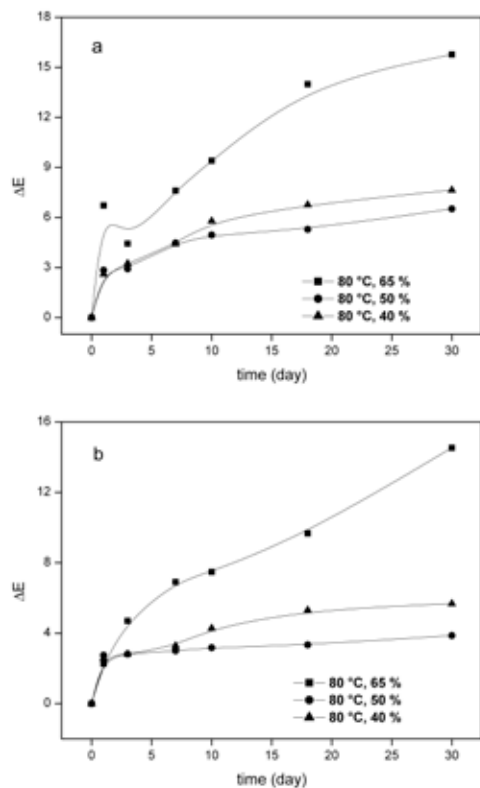 a
18
15
12
9
6
3
0
ΔE
80 °C, 65 %
80 °C, 50 %
80 °C, 40 %
0 5 10 15 20 25 30
time (day)
b
16
12
8
4
0
ΔE
80 °C, 65 %
80 °C, 50 %
80 °C, 40 %
0 5 10 15 20 25 30
time (day)